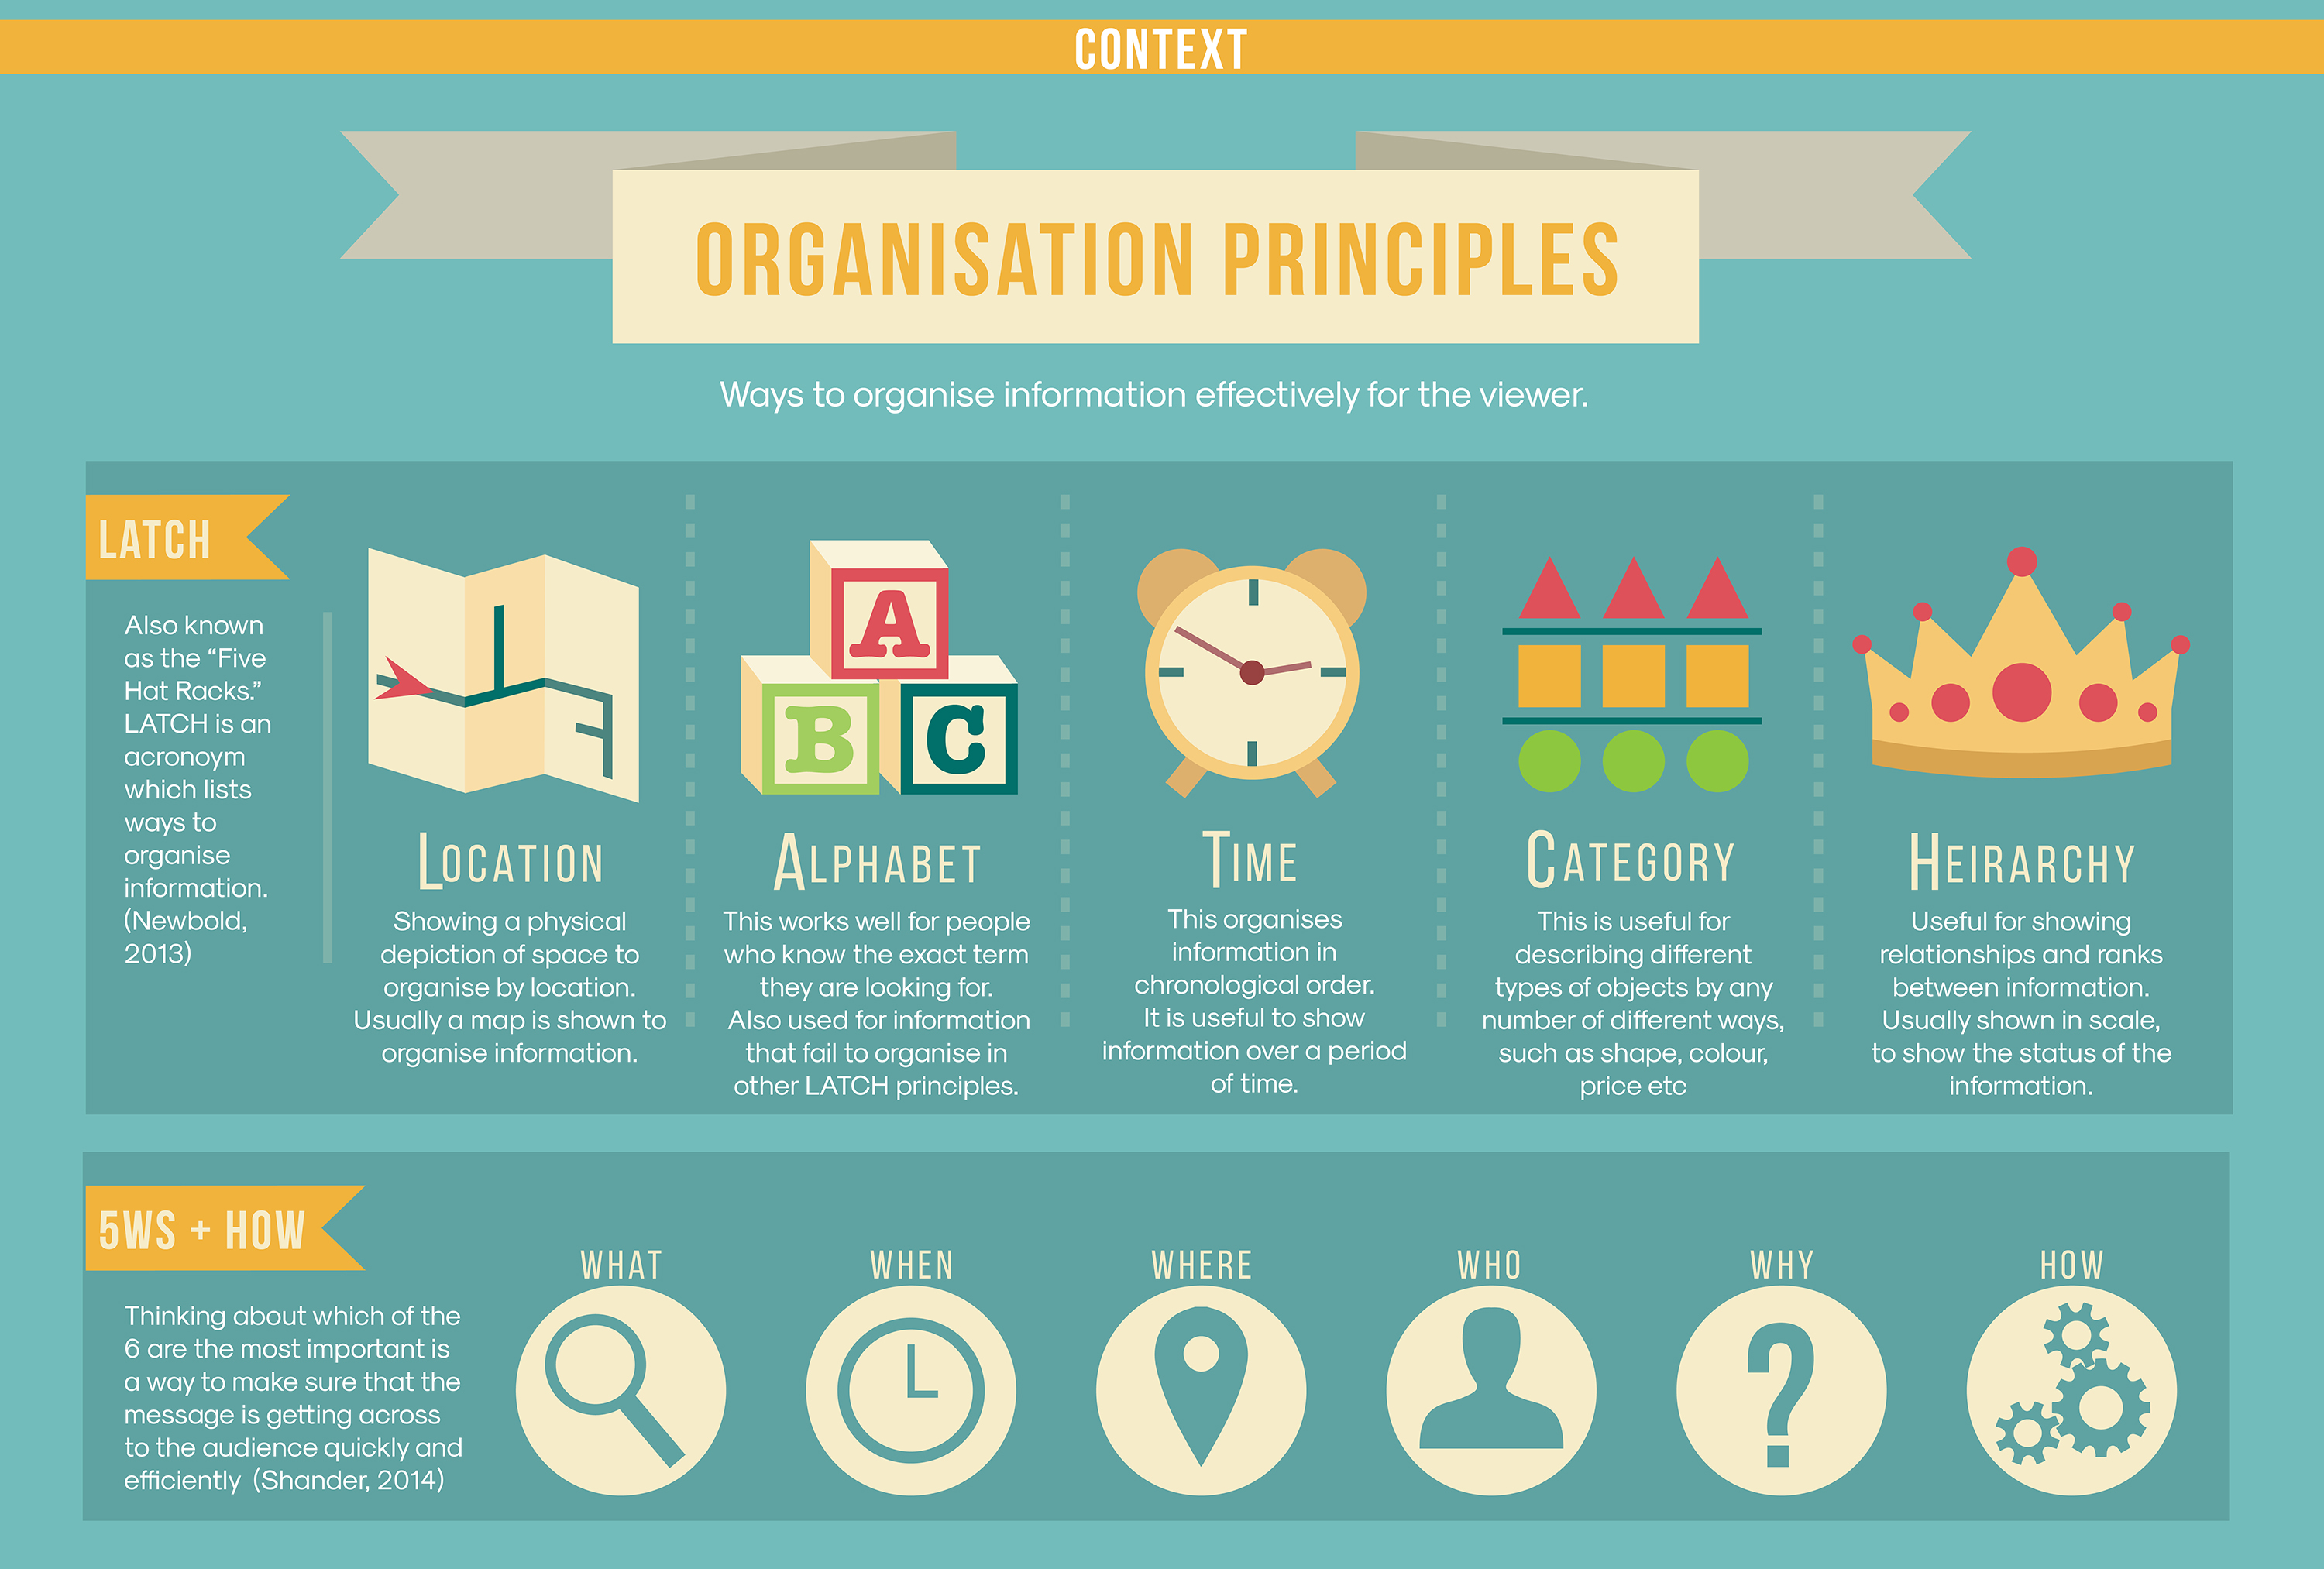 CONTEXT
ORGANISATION PRINCIPLES
Ways to organise information effectively for the viewer.
LATCH
Also known
as the “Five
Hat Racks.”
LATCH is an
acronoym
which lists
ways to
organise
information.
(Newbold,
2013)
A
B
C
LOCATION
Showing a physical
depiction of space to
organise by location.
Usually a map is shown to
organise information.
ALPHABET
This works well for people
who know the exact term
they are looking for.
Also used for information
that fail to organise in
other LATCH principles.
TIME
This organises
information in
chronological order.
It is useful to show
information over a period
of time.
CATEGORY
This is useful for
describing different
types of objects by any
number of different ways,
such as shape, colour,
price etc
HEIRARCHY
Useful for showing
relationships and ranks
between information.
Usually shown in scale,
to show the status of the
information.
5WS + HOW
Thinking about which of the
6 are the most important is
a way to make sure that the
message is getting across
to the audience quickly and
efficiently (Shander, 2014)
WHAT
WHEN
WHERE
WHO
WHY
?
HOW